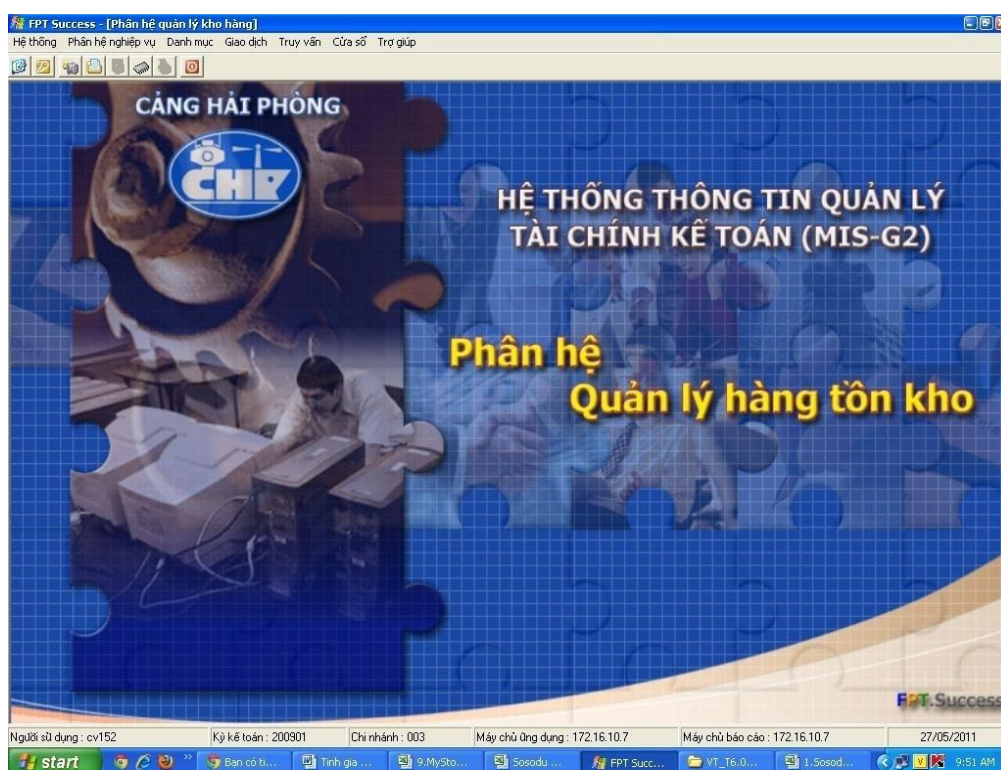 FPT Success - [Phân hệ quản lý kho hàng]
Hệ thống Phân hệ nghiệp vụ Danh mục Giao dịch Truy vấn Cửa sổ Trợ giúp
CẢNG HẢI PHÒNG
CHP
HỆ THỐNG THÔNG TIN QUẢN LÝ
TÀI CHÍNH KẾ TOÁN (MIS-G2)
Phân hệ
Quản lý hàng tồn kho
FPT.Success
Người sử dụng : cv152 Kỳ kế toán : 200901 Chi nhánh : 003 Máy chủ ứng dụng : 172.16.10.7 Máy chủ báo cáo : 172.16.10.7 27/05/2011
start Bạn có ti... Tinh gia ... 9.MySto... Sosodu ... FPT Succ... VT_T6.0... 1.Sosod... 9:51 AM